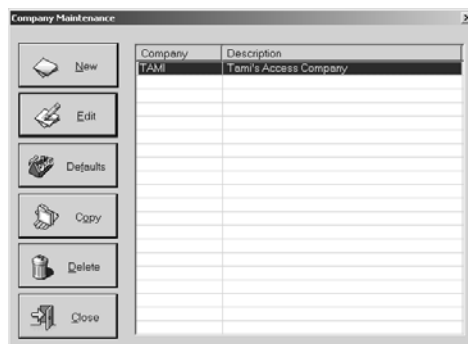 Company Maintenance
New
Edit
Defaults
Copy
Delete
Close
Company Description
TAMI Tami's Access Company